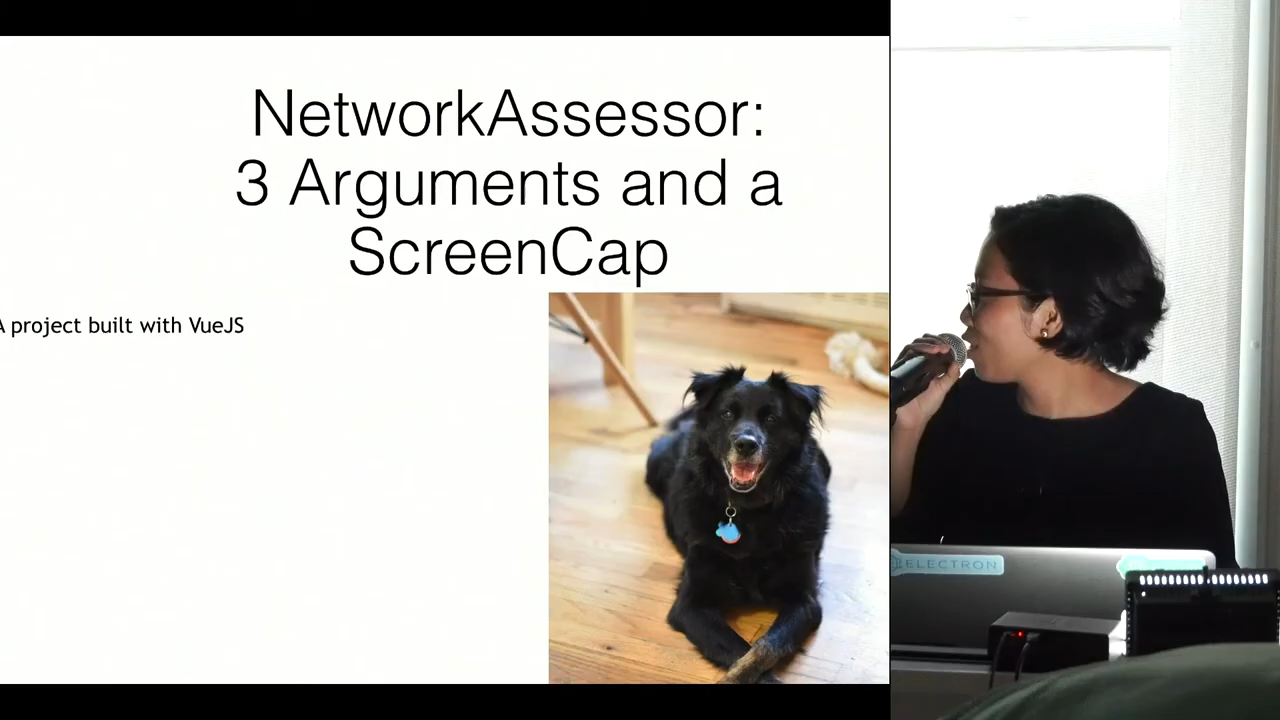 NetworkAssessor:
3 Arguments and a
ScreenCap
A project built with VueJS
ELECTRON